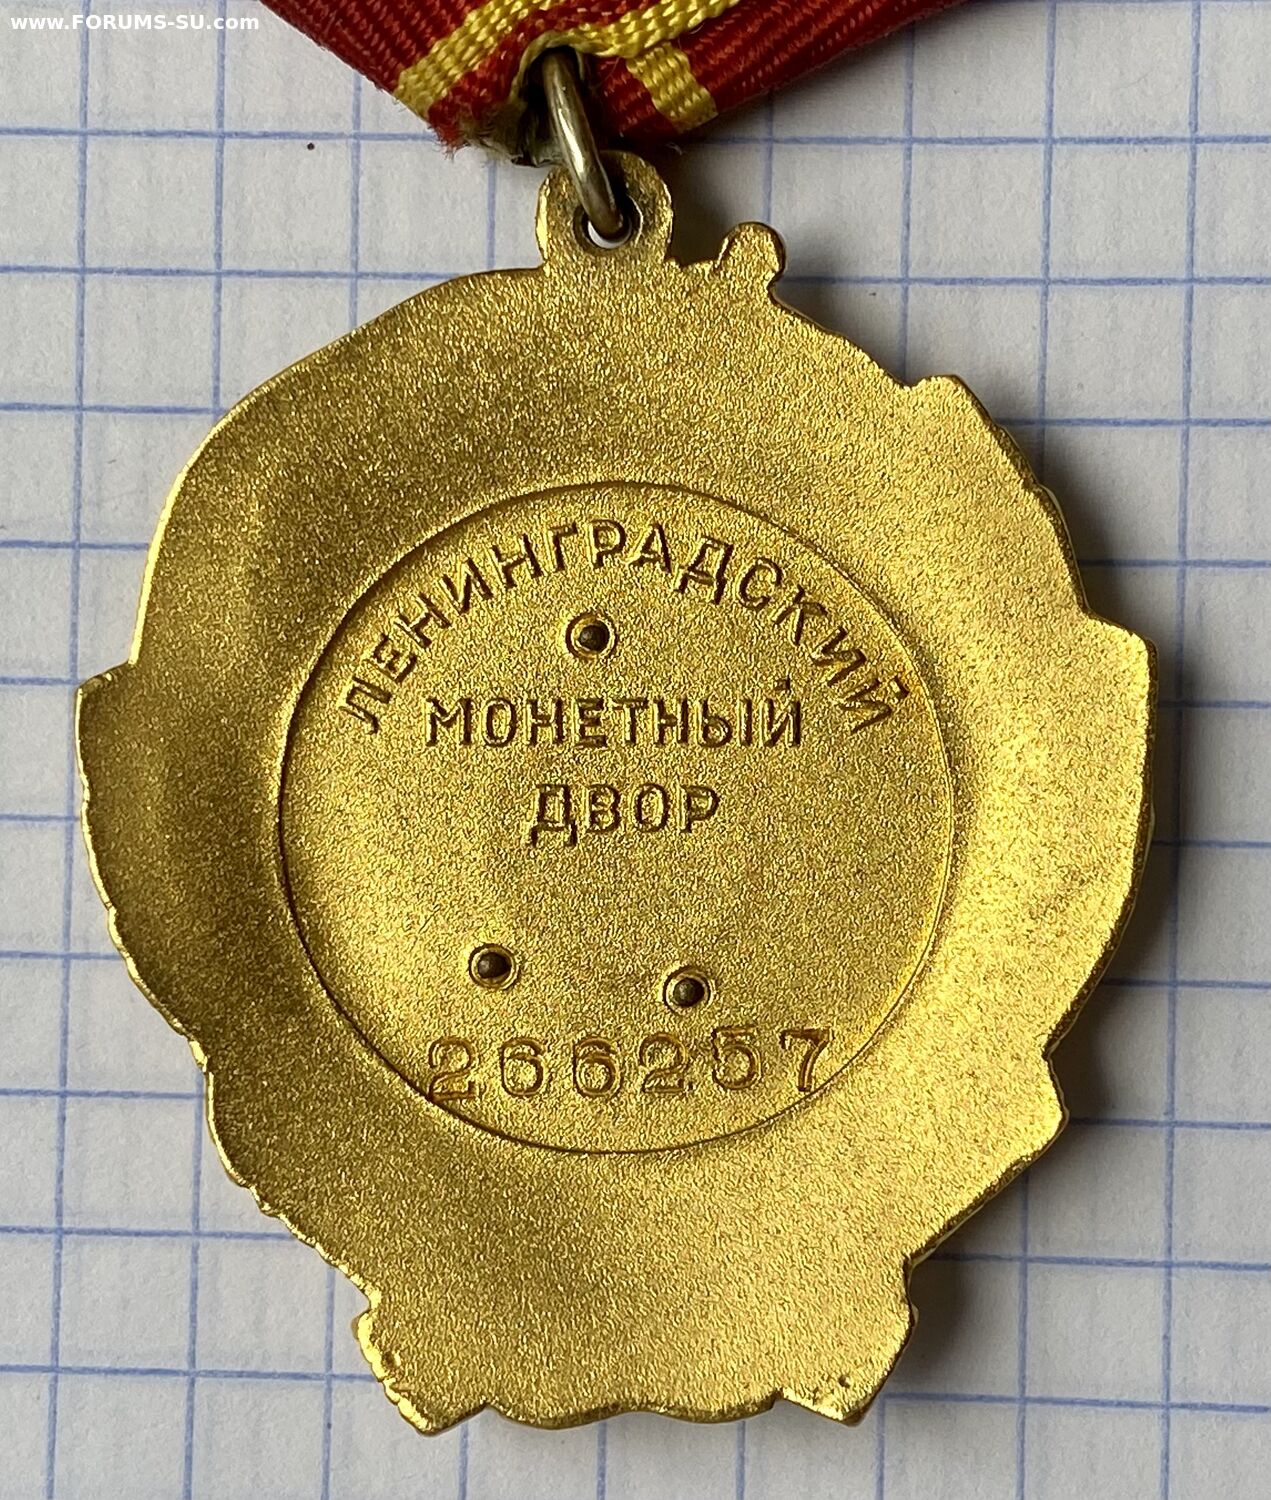 www.FORUMS-SU.com
ЛЕНИНГРАДСКИЙ
МОНЕТНЫЙ
ДВОР
266257